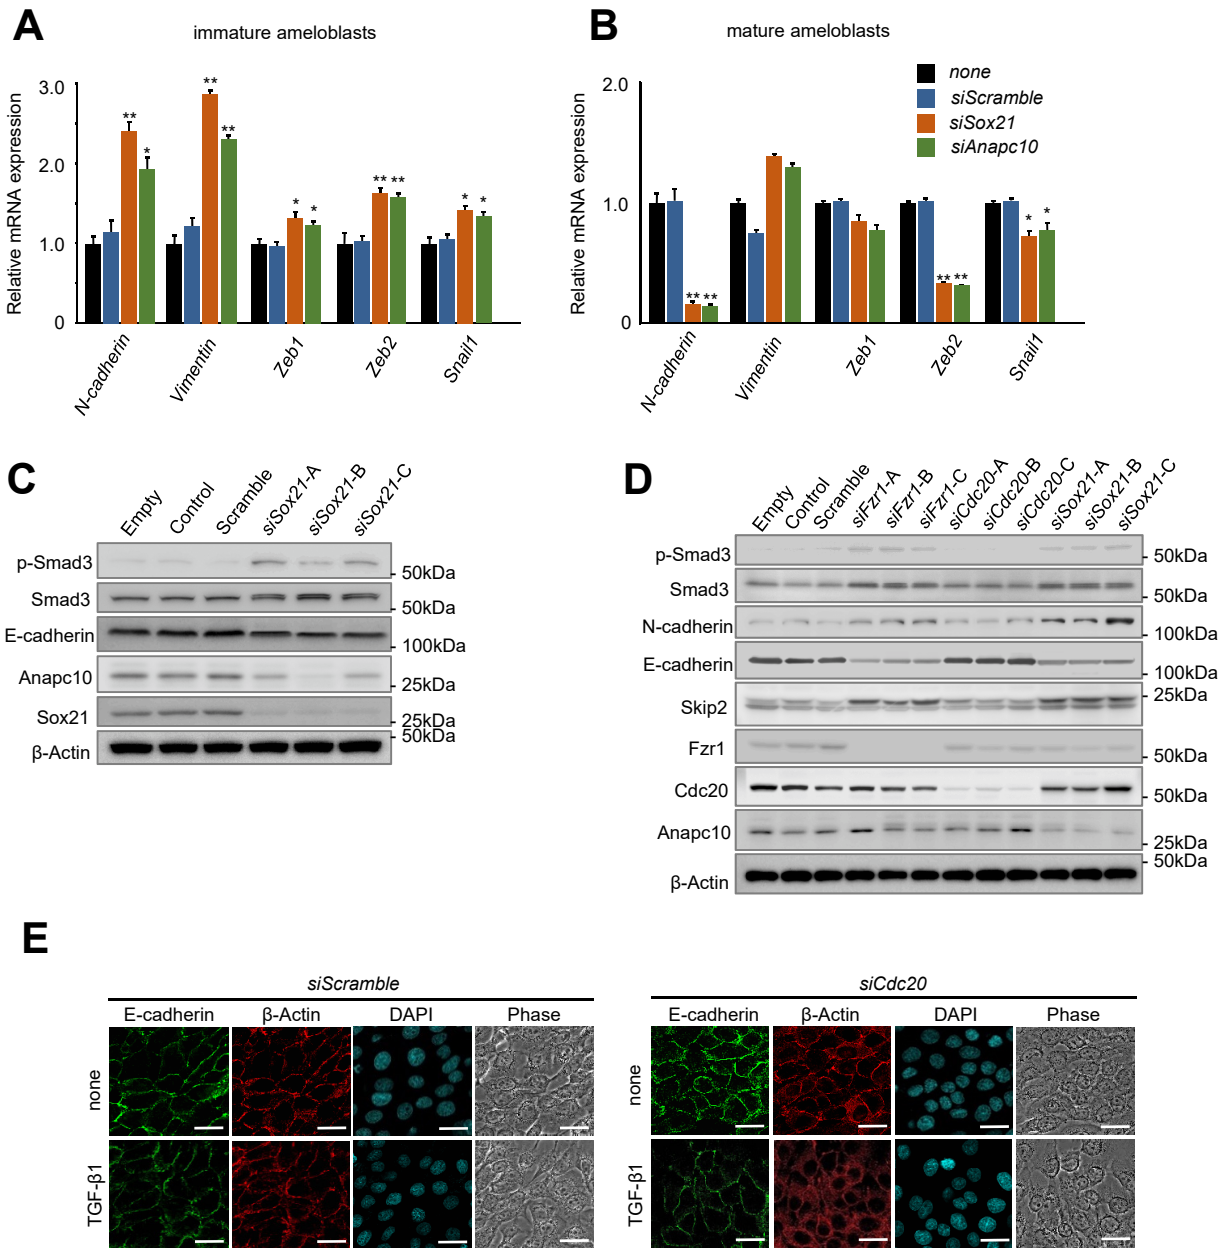 A
immature ameloblasts
Relative mRNA expression
3.0
2.0
1.0
0
** * ** ** * * ** ** * *
N-cadherin
Vimentin
Zeb1
Zeb2
Snail1
B
mature ameloblasts
Relative mRNA expression
2.0
1.0
0
** ** ** ** * *
none
siScramble
siSox21
siAnapc10
N-cadherin
Vimentin
Zeb1
Zeb2
Snail1
C
Empty
Control
Scramble
siSox21-A
siSox21-B
siSox21-C
p-Smad3
50kDa
Smad3
50kDa
E-cadherin
100kDa
Anapc10
25kDa
Sox21
25kDa
50kDa
β-Actin
D
Empty
Control
Scramble
siFzr1-A
siFzr1-B
siFzr1-C
siCdc20-A
siCdc20-B
siCdc20-C
siSox21-A
siSox21-B
siSox21-C
p-Smad3
50kDa
Smad3
50kDa
N-cadherin
100kDa
E-cadherin
100kDa
25kDa
Skip2
Fzr1
50kDa
Cdc20
50kDa
Anapc10
25kDa
50kDa
β-Actin
E
siScramble
E-cadherin β-Actin DAPI Phase
none
TGF-β1
siCdc20
E-cadherin β-Actin DAPI Phase
none
TGF-β1